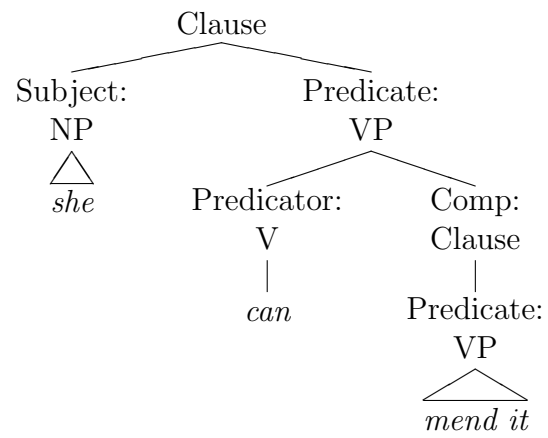 Clause
Subject: Predicate:
NP VP
she Predicator: Comp:
V Clause
can Predicate:
VP
mend it